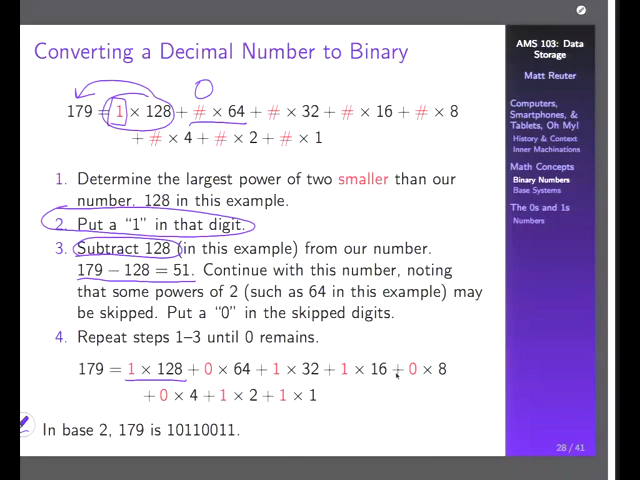 Converting a Decimal Number to Binary
0
179 = 1 × 128 + # × 64 + # × 32 + # × 16 + # × 8
+ # × 4 + # × 2 + # × 1
1. Determine the largest power of two smaller than our
number. 128 in this example.
2. Put a “1” in that digit.
3. Subtract 128 (in this example) from our number.
179 − 128 = 51. Continue with this number, noting
that some powers of 2 (such as 64 in this example) may
be skipped. Put a “0” in the skipped digits.
4. Repeat steps 1–3 until 0 remains.
179 = 1 × 128 + 0 × 64 + 1 × 32 + 1 × 16 + 0 × 8
+ 0 × 4 + 1 × 2 + 1 × 1
In base 2, 179 is 10110011.
AMS 103: Data
Storage
Matt Reuter
Computers,
Smartphones, &
Tablets, Oh My!
History & Context
Inner Machinations
Math Concepts
Binary Numbers
Base Systems
The 0s and 1s
Numbers
28 / 41